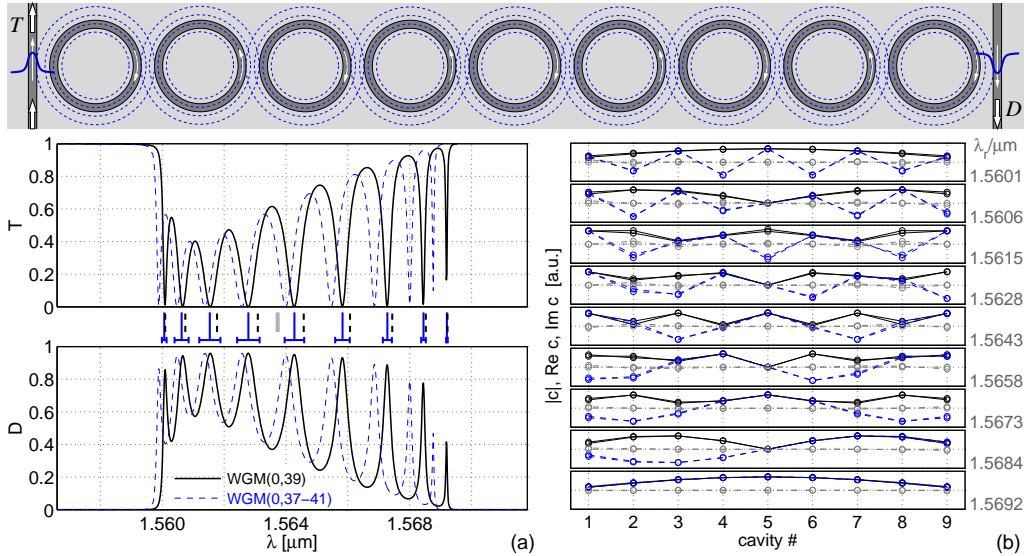 T
D
1
0.8
0.6
0.4
0.2
0
T
1
0.8
0.6
0.4
0.2
0
D
WGM(0,39)
WGM(0,37−41)
1.560 1.564 1.568
λ [μm]
(a)
|c|, Re c, Im c [a.u.]
λr/μm
1.5601
1.5606
1.5615
1.5628
1.5643
1.5658
1.5673
1.5684
1.5692
1 2 3 4 5 6 7 8 9
cavity #
(b)